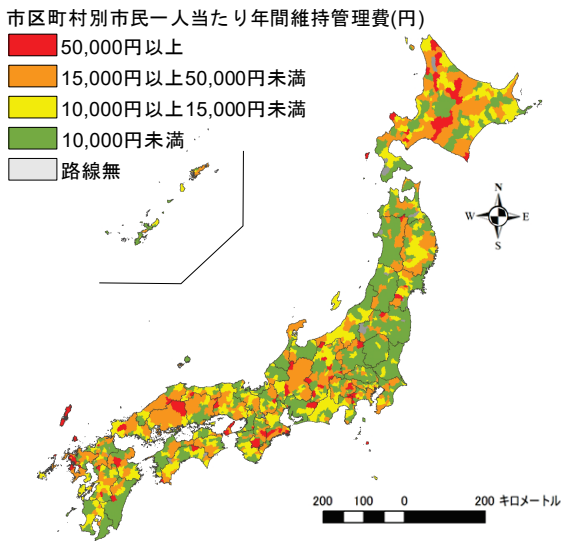 市区町村別市民一人当たり年間維持管理費(円)
50,000円以上
15,000円以上50,000円未満
10,000円以上15,000円未満
10,000円未満
路線無
N
W E
S
200 100 0 200 キロメートル